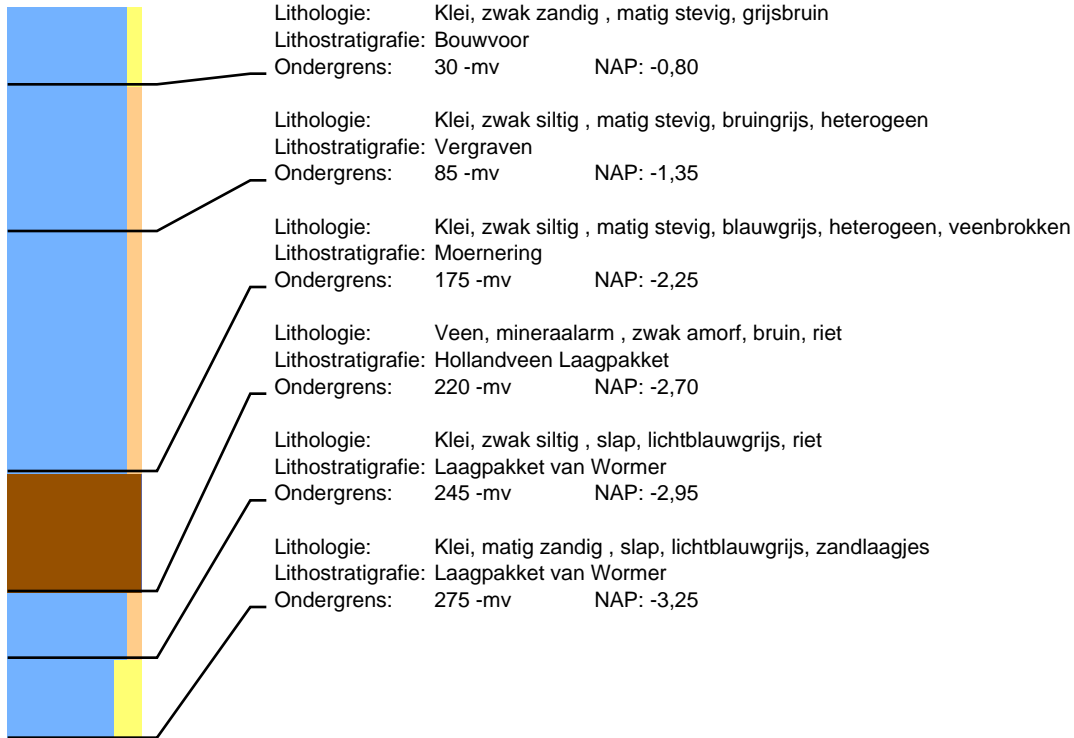 Lithologie: Klei, zwak zandig , matig stevig, grijsbruin
Lithostratigrafie: Bouwvoor
Ondergrens: 30 -mv NAP: -0,80
Lithologie: Klei, zwak siltig , matig stevig, bruingrijs, heterogeen
Lithostratigrafie: Vergraven
Ondergrens: 85 -mv NAP: -1,35
Lithologie: Klei, zwak siltig , matig stevig, blauwgrijs, heterogeen, veenbrokken
Lithostratigrafie: Moernering
Ondergrens: 175 -mv NAP: -2,25
Lithologie: Veen, mineraalarm , zwak amorf, bruin, riet
Lithostratigrafie: Hollandveen Laagpakket
Ondergrens: 220 -mv NAP: -2,70
Lithologie: Klei, zwak siltig , slap, lichtblauwgrijs, riet
Lithostratigrafie: Laagpakket van Wormer
Ondergrens: 245 -mv NAP: -2,95
Lithologie: Klei, matig zandig , slap, lichtblauwgrijs, zandlaagjes
Lithostratigrafie: Laagpakket van Wormer
Ondergrens: 275 -mv NAP: -3,25